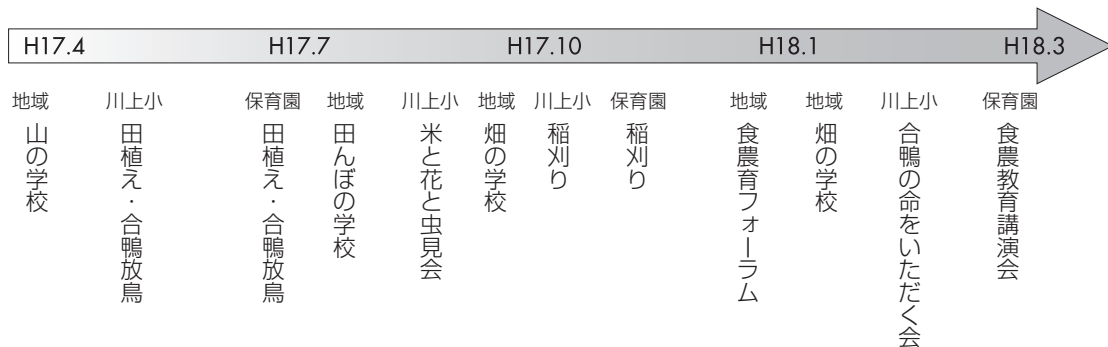 H17.4 H17.7 H17.10 H18.1 H18.3
地域
山の学校
川上小
田植え・合鴨放鳥
保育園
田植え・合鴨放鳥
地域
田んぼの学校
川上小
米と花と虫見会
地域
畑の学校
川上小
稲刈り
保育園
稲刈り
地域
食農育フォーラム
地域
畑の学校
川上小
合鴨の命をいただく会
保育園
食農教育講演会